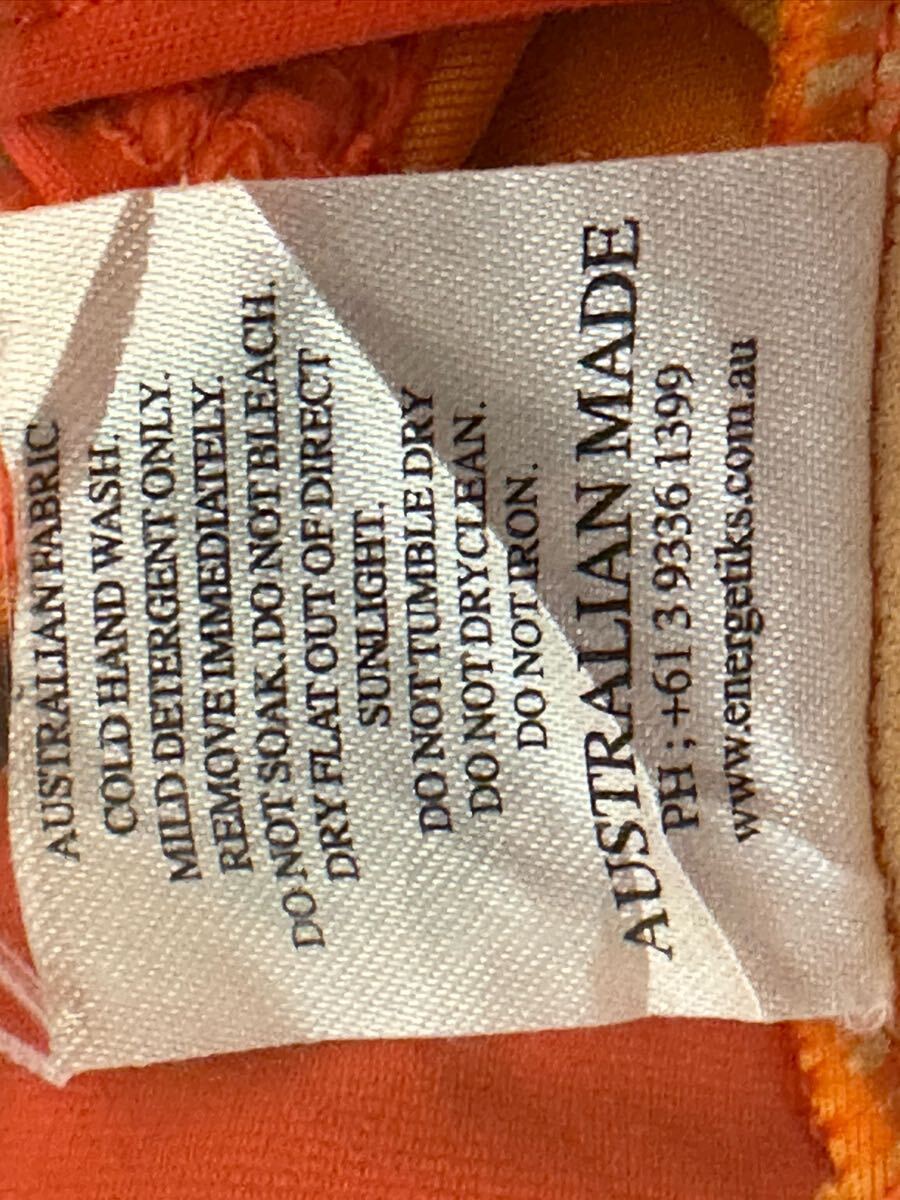 AUSTRALIAN FABRIC
COLD HAND WASH.
MILD DETERGENT ONLY.
REMOVE IMMEDIATELY.
DO NOT SOAK. DO NOT BLEACH.
DRY FLAT OUT OF DIRECT
SUNLIGHT.
DO NOT TUMBLE DRY
DO NOT DRYCLEAN.
DO NOT IRON.
AUSTRALIAN MADE
PH ; +61 3 9336 1399
www.energetiks.com.au